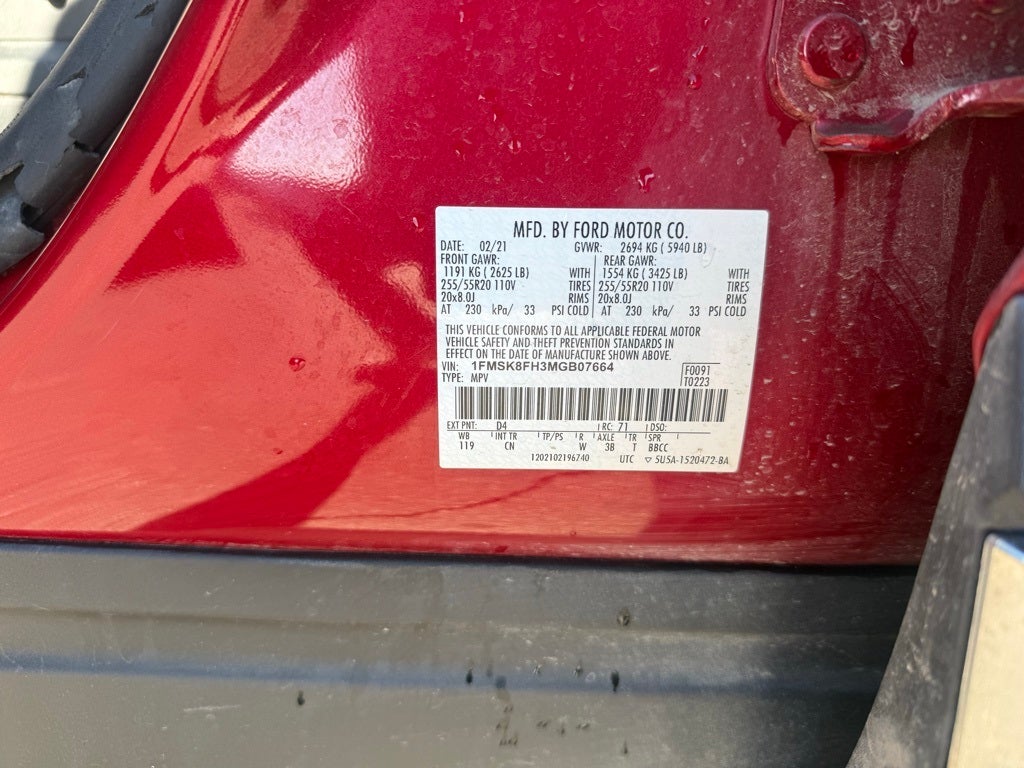 MFD. BY FORD MOTOR CO.
DATE: 02/21 GVWR: 2694 KG ( 5940 LB)
FRONT GAWR: REAR GAWR:
1191 KG ( 2625 LB) WITH 1554 KG ( 3425 LB) WITH
255/55R20 110V TIRES 255/55R20 110V TIRES
20x8.0J RIMS 20x8.0J RIMS
AT 230 kPa/ 33 PSI COLD AT 230 kPa/ 33 PSI COLD
THIS VEHICLE CONFORMS TO ALL APPLICABLE FEDERAL MOTOR
VEHICLE SAFETY AND THEFT PREVENTION STANDARDS IN
EFFECT ON THE DATE OF MANUFACTURE SHOWN ABOVE.
VIN: 1FMSK8FH3MGB07664 F0091
TYPE: MPV T0223
EXT PNT: D4 RC: 71 DSO:
WB INT TR TP/PS R AXLE TR SPR
119 CN - W 3B T BBCC
1202102196740 UTC ▽ 5U5A-1520472-BA